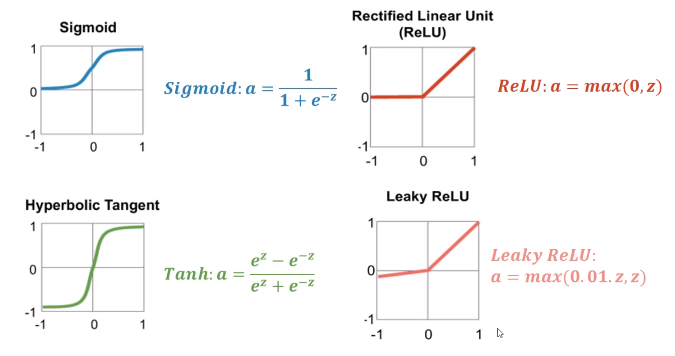 Sigmoid
1
0
-1
-1 0 1
Sigmoid: a = 1 / (1 + e^{-z})
Rectified Linear Unit
(ReLU)
1
0
-1
-1 0 1
ReLU: a = max(0, z)
Hyperbolic Tangent
1
0
-1
-1 0 1
Tanh: a = (e^z − e^{-z}) / (e^z + e^{-z})
Leaky ReLU
1
0
-1
-1 0 1
Leaky ReLU:
a = max(0.01.z, z)